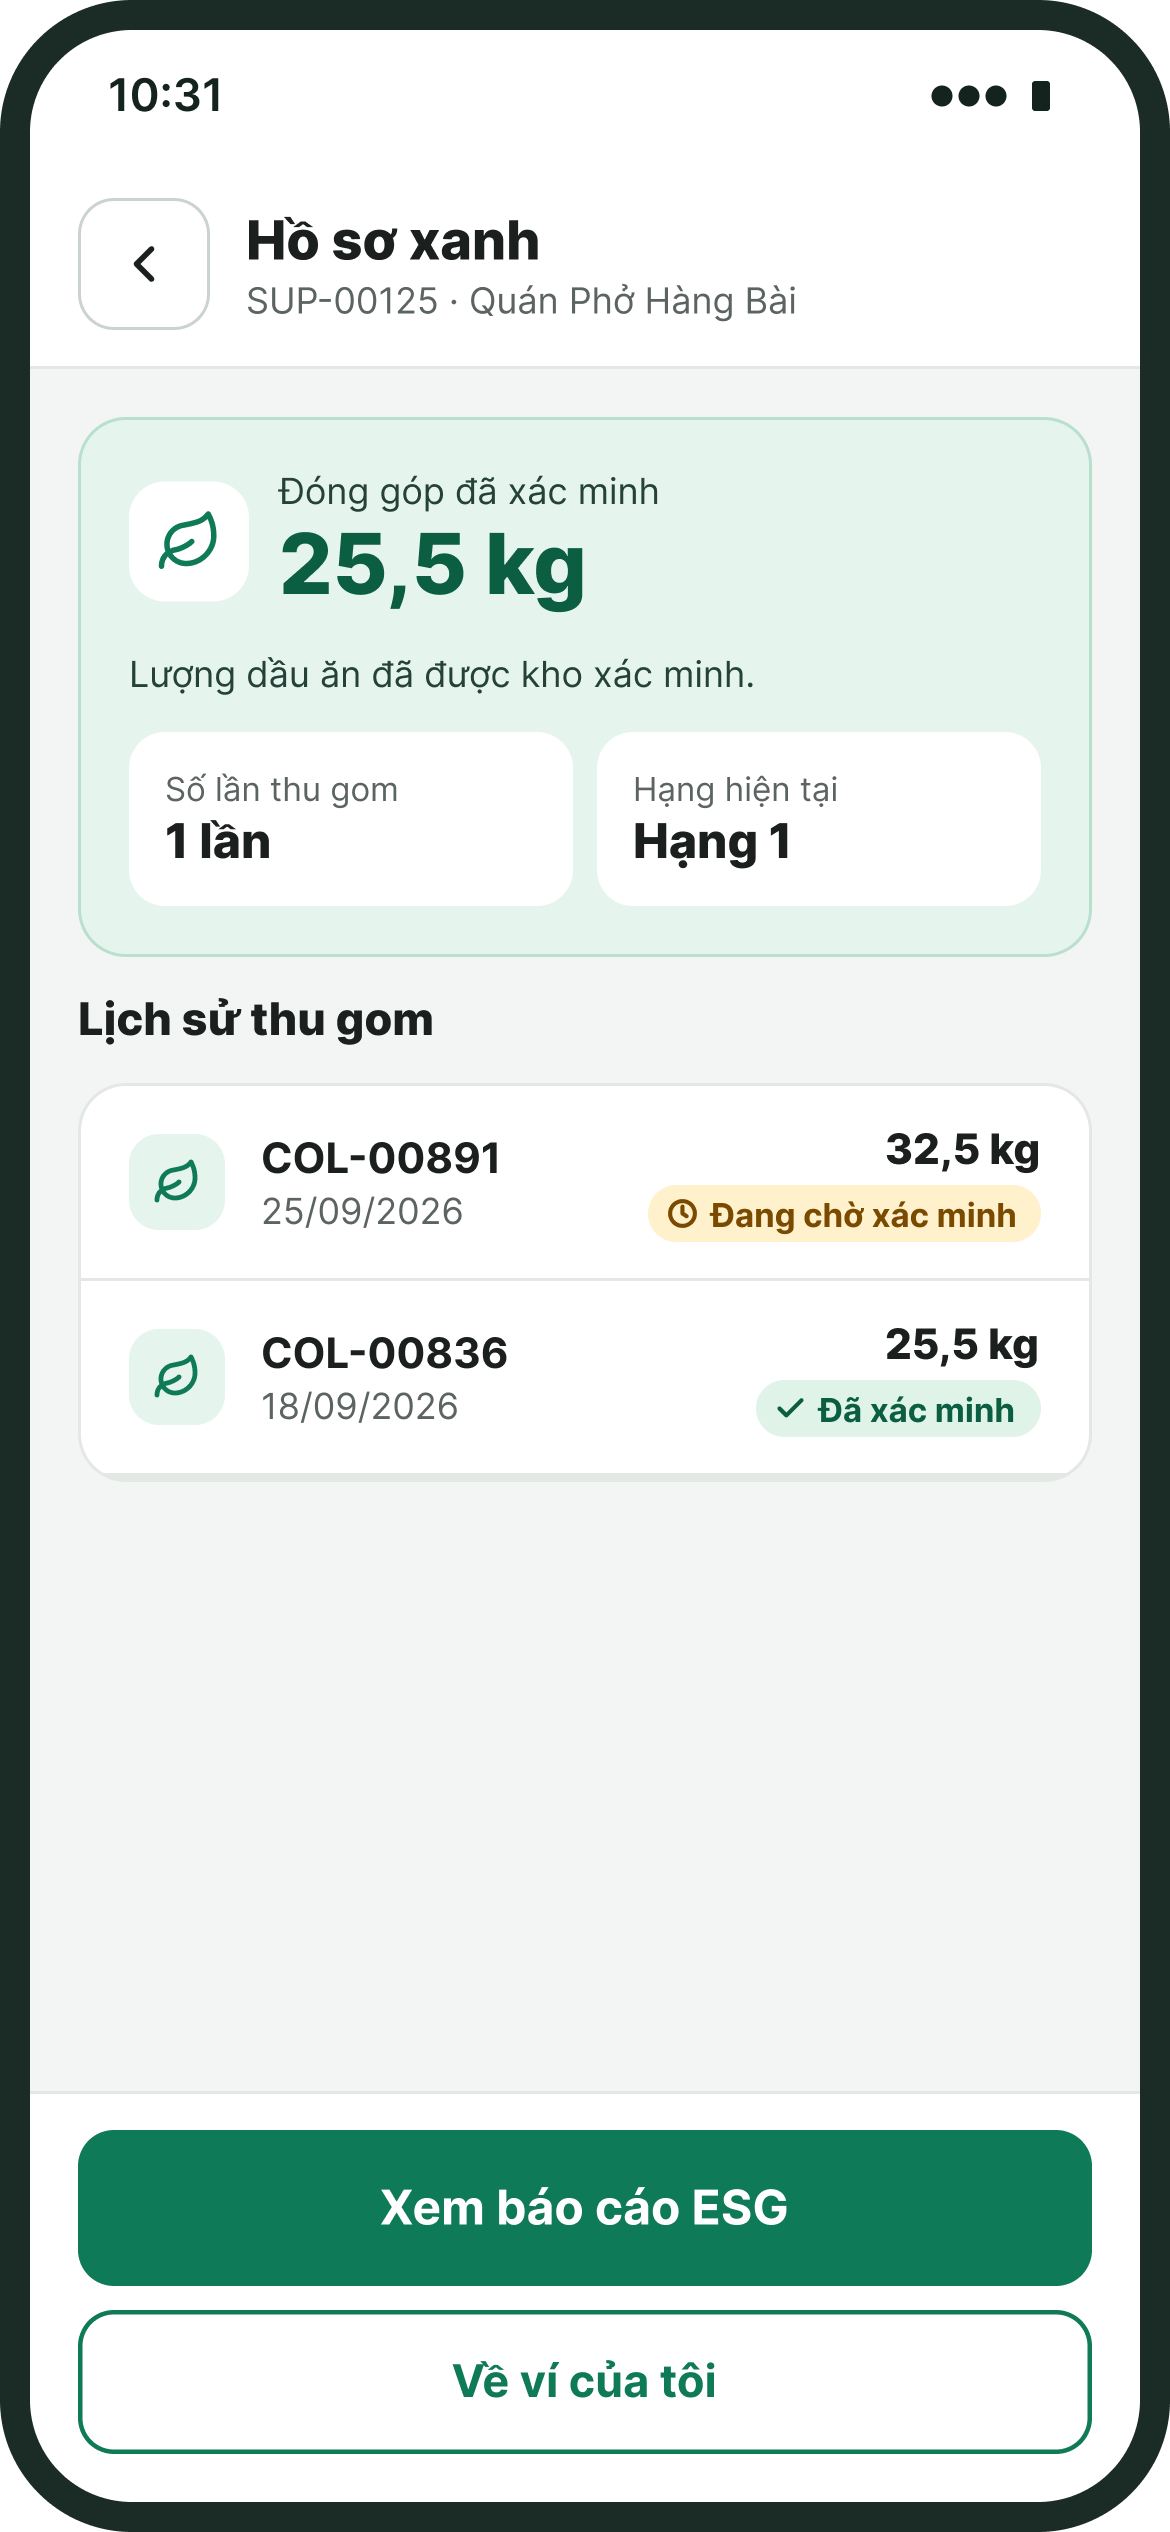 10:31
Hồ sơ xanh
SUP-00125 · Quán Phở Hàng Bài
Đóng góp đã xác minh
25,5 kg
Lượng dầu ăn đã được kho xác minh.
Số lần thu gom
1 lần
Hạng hiện tại
Hạng 1
Lịch sử thu gom
COL-00891
25/09/2026
32,5 kg
Đang chờ xác minh
COL-00836
18/09/2026
25,5 kg
Đã xác minh
Xem báo cáo ESG
Về ví của tôi